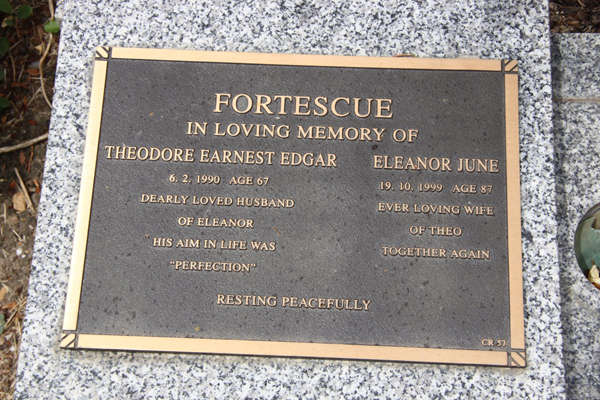 FORTESCUE
IN LOVING MEMORY OF
THEODORE EARNEST EDGAR
6. 2. 1990 AGE 67
DEARLY LOVED HUSBAND
OF ELEANOR
HIS AIM IN LIFE WAS
"PERFECTION"
ELEANOR JUNE
19. 10. 1999 AGE 87
EVER LOVING WIFE
OF THEO
TOGETHER AGAIN
RESTING PEACEFULLY
CR 57